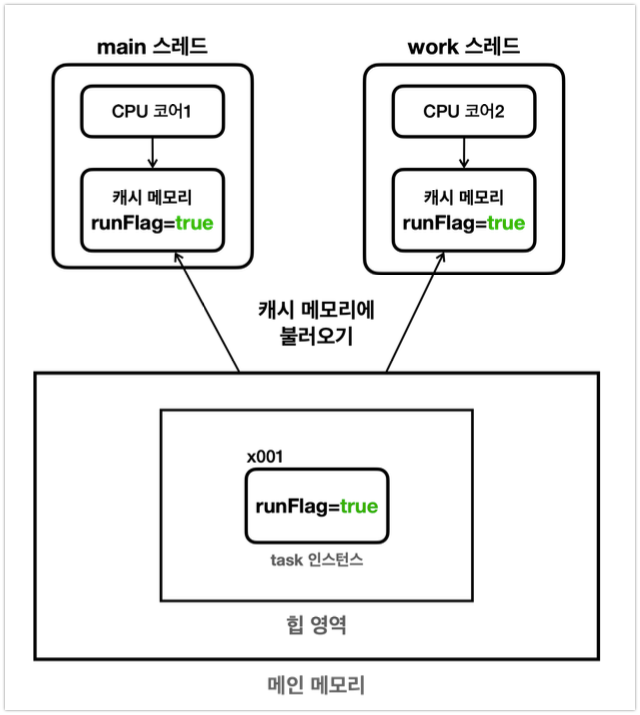 main 스레드
work 스레드
CPU 코어1
CPU 코어2
캐시 메모리
runFlag=true
캐시 메모리
runFlag=true
캐시 메모리에
불러오기
x001
runFlag=true
task 인스턴스
힙 영역
메인 메모리